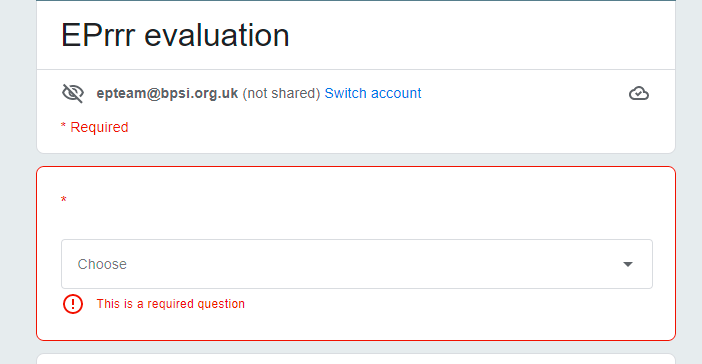 EPrrr evaluation
epteam@bpsi.org.uk (not shared) Switch account
* Required
*
Choose
This is a required question